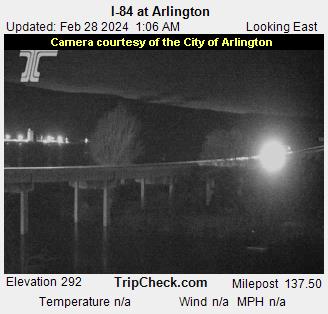 I-84 at Arlington
Updated: Feb 28 2024 1:06 AM Looking East
Camera courtesy of the City of Arlington
Elevation 292 TripCheck.com Milepost 137.50
Temperature n/a Wind n/a MPH n/a